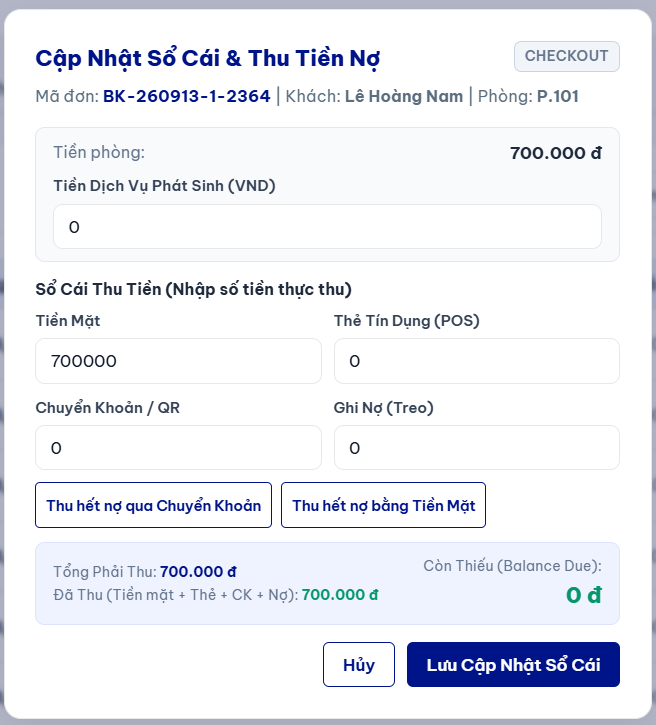 Cập Nhật Sổ Cái & Thu Tiền Nợ
CHECKOUT
Mã đơn: BK-260913-1-2364 | Khách: Lê Hoàng Nam | Phòng: P.101
Tiền phòng: 700.000 đ
Tiền Dịch Vụ Phát Sinh (VND)
0
Sổ Cái Thu Tiền (Nhập số tiền thực thu)
Tiền Mặt
Thẻ Tín Dụng (POS)
700000
0
Chuyển Khoản / QR
Ghi Nợ (Treo)
0
0
Thu hết nợ qua Chuyển Khoản
Thu hết nợ bằng Tiền Mặt
Tổng Phải Thu: 700.000 đ
Đã Thu (Tiền mặt + Thẻ + CK + Nợ): 700.000 đ
Còn Thiếu (Balance Due):
0 đ
Hủy
Lưu Cập Nhật Sổ Cái